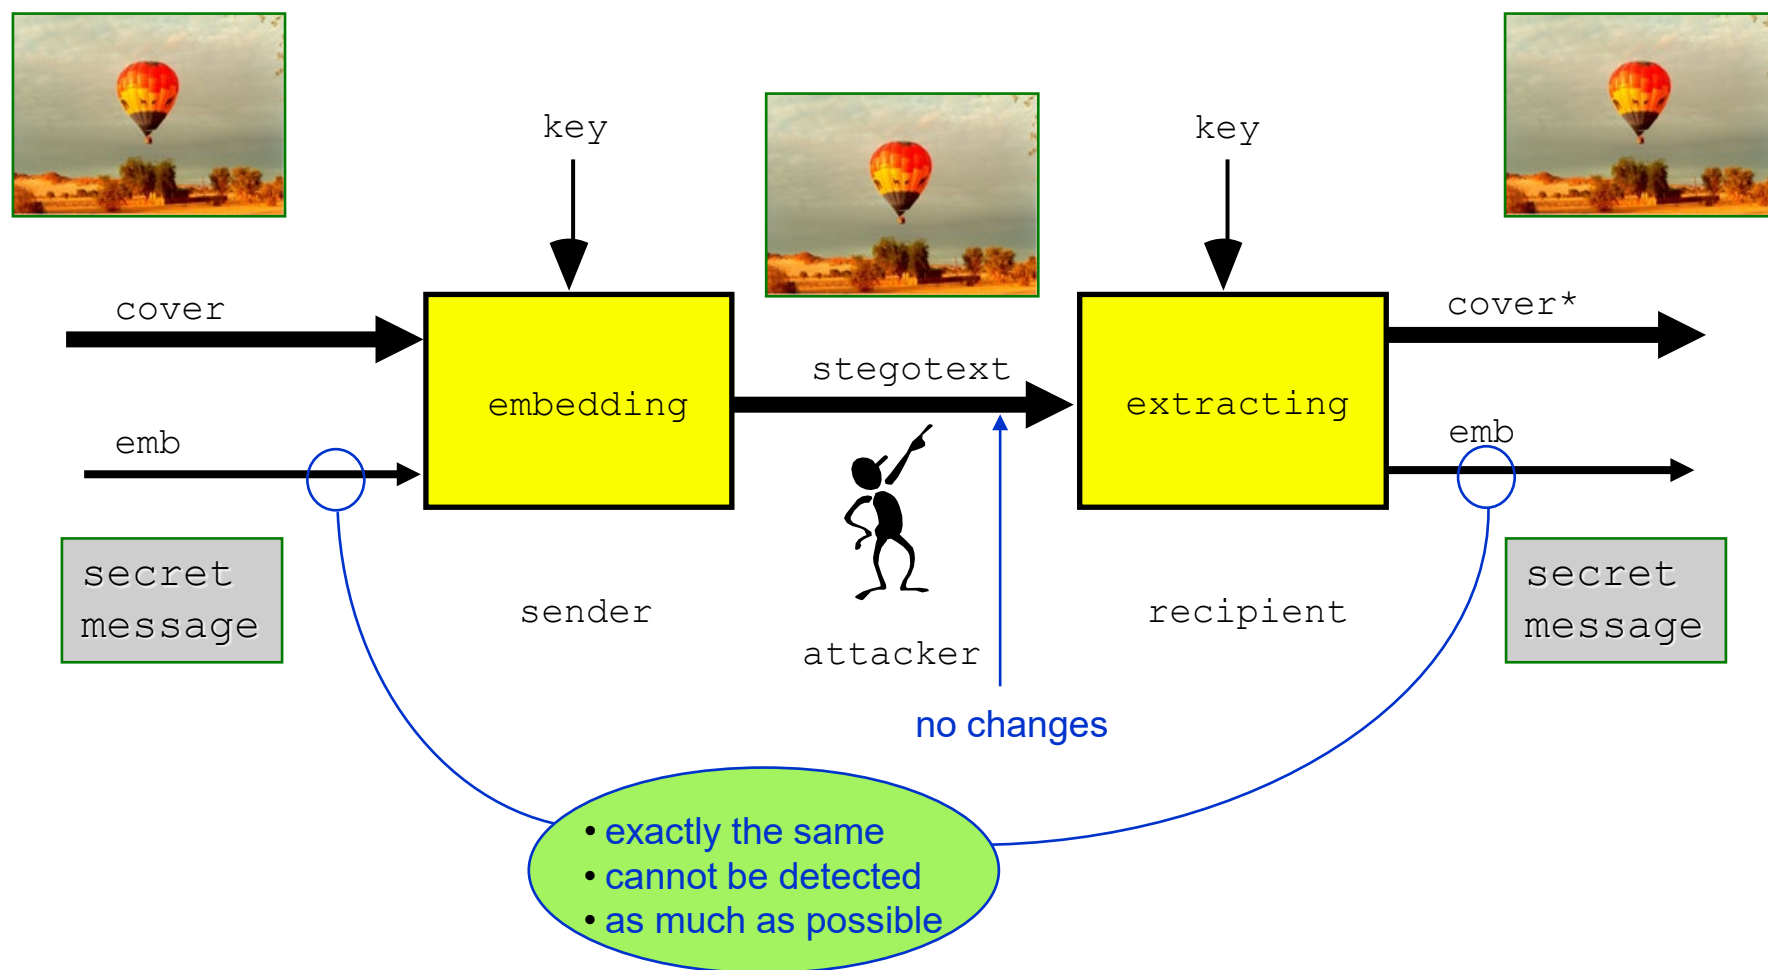 key
key
cover
cover*
stegotext
embedding
extracting
emb
emb
secret
message
secret
message
sender
recipient
attacker
no changes
• exactly the same
• cannot be detected
• as much as possible